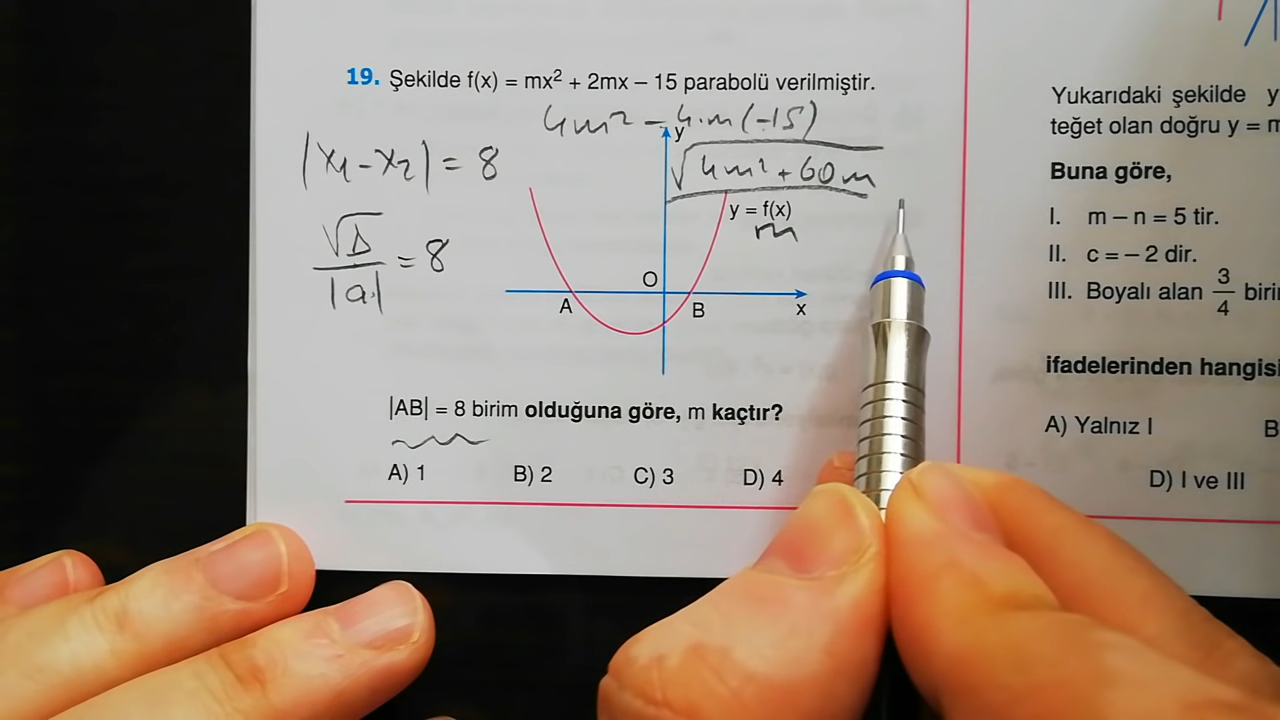 19. Şekilde f(x) = mx² + 2mx – 15 parabolü verilmiştir.
4m² – 4.m(-15)
|x₁-x₂| = 8
√4m²+60m
m
√Δ/|a| = 8
y
y = f(x)
O
A
B
x
|AB| = 8 birim olduğuna göre, m kaçtır?
A) 1 B) 2 C) 3 D) 4
Yukarıdaki şekilde y
teğet olan doğru y =
Buna göre,
I. m – n = 5 tir.
II. c = – 2 dir.
III. Boyalı alan 3/4
ifadelerinden
A) Yalnız I B
D) I ve III